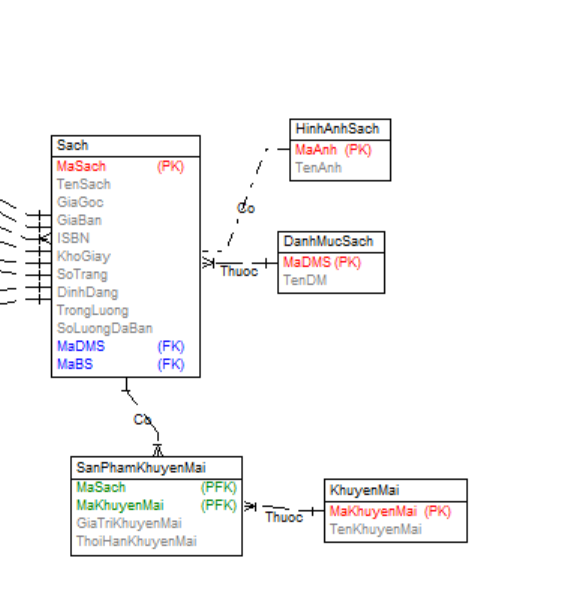 HinhAnhSach
MaAnh (PK)
TenAnh
Sach
MaSach (PK)
TenSach
GiaGoc
GiaBan
ISBN
KhoGiay
SoTrang
DinhDang
TrongLuong
SoLuongDaBan
MaDMS (FK)
MaBS (FK)
Co
DanhMucSach
MaDMS (PK)
TenDM
Thuoc
Co
SanPhamKhuyenMai
MaSach (PFK)
MaKhuyenMai (PFK)
GiaTriKhuyenMai
ThoiHanKhuyenMai
Thuoc
KhuyenMai
MaKhuyenMai (PK)
TenKhuyenMai